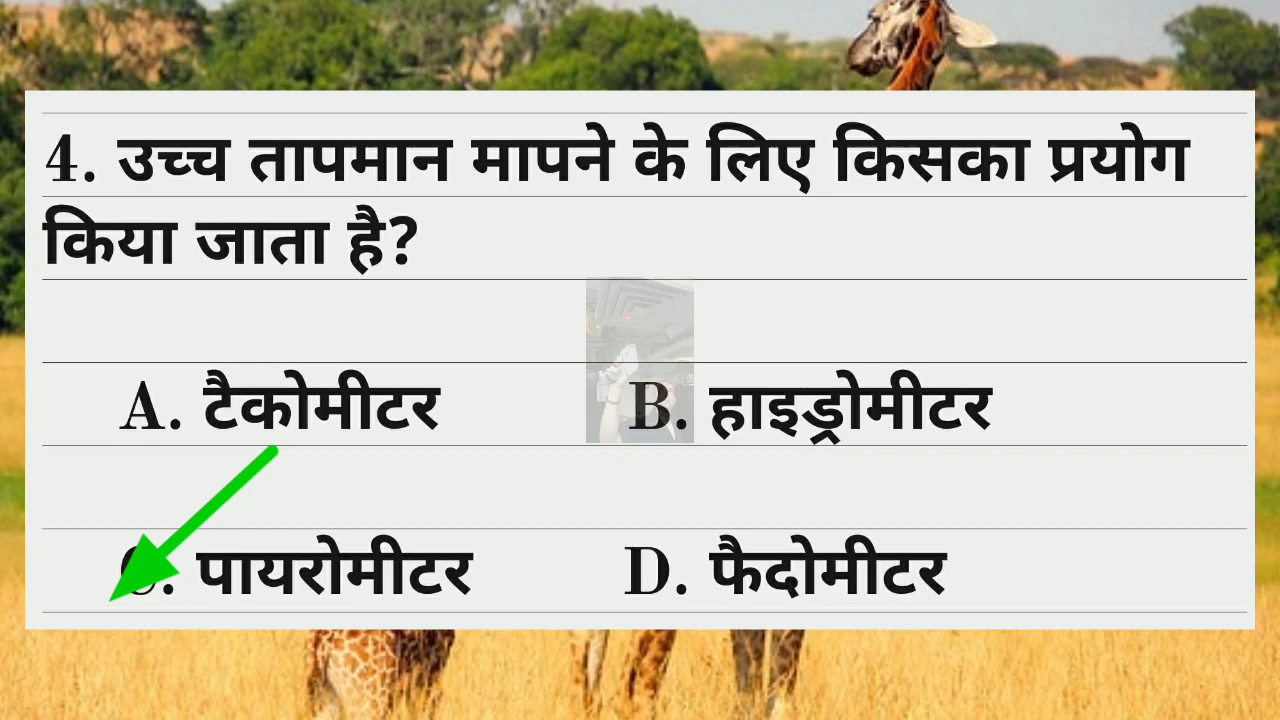 4. उच्च तापमान मापने के लिए किसका प्रयोग
किया जाता है?
A. टैकोमीटर B. हाइड्रोमीटर
C. पायरोमीटर D. फैदोमीटर